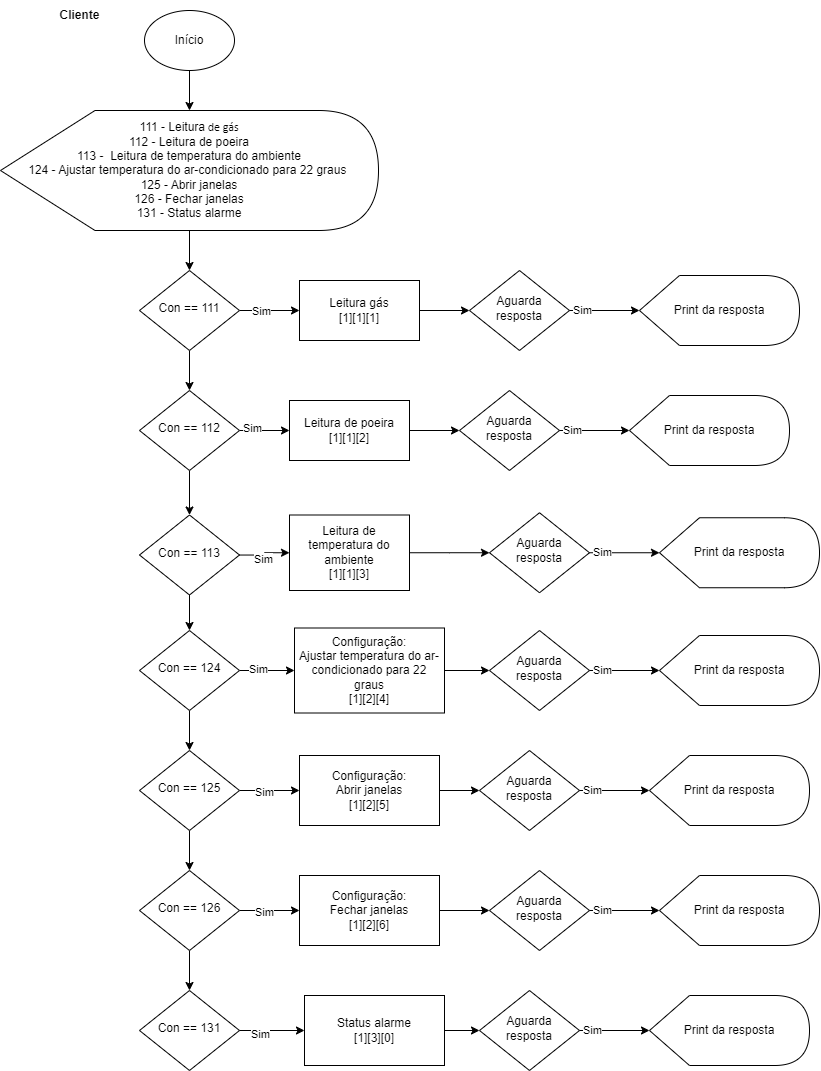 Cliente
Início
111 - Leitura de gás
112 - Leitura de poeira
113 - Leitura de temperatura do ambiente
124 - Ajustar temperatura do ar-condicionado para 22 graus
125 - Abrir janelas
126 - Fechar janelas
131 - Status alarme
Con == 111
Sim
Leitura gás
[1][1][1]
Aguarda
resposta
Sim
Print da resposta
Con == 112
Sim
Leitura de poeira
[1][1][2]
Aguarda
resposta
Sim
Print da resposta
Con == 113
Sim
Leitura de
temperatura do
ambiente
[1][1][3]
Aguarda
resposta
Sim
Print da resposta
Con == 124
Sim
Configuração:
Ajustar temperatura do ar-
condicionado para 22
graus
[1][2][4]
Aguarda
resposta
Sim
Print da resposta
Con == 125
Sim
Configuração:
Abrir janelas
[1][2][5]
Aguarda
resposta
Sim
Print da resposta
Con == 126
Sim
Configuração:
Fechar janelas
[1][2][6]
Aguarda
resposta
Sim
Print da resposta
Con == 131
Sim
Status alarme
[1][3][0]
Aguarda
resposta
Sim
Print da resposta